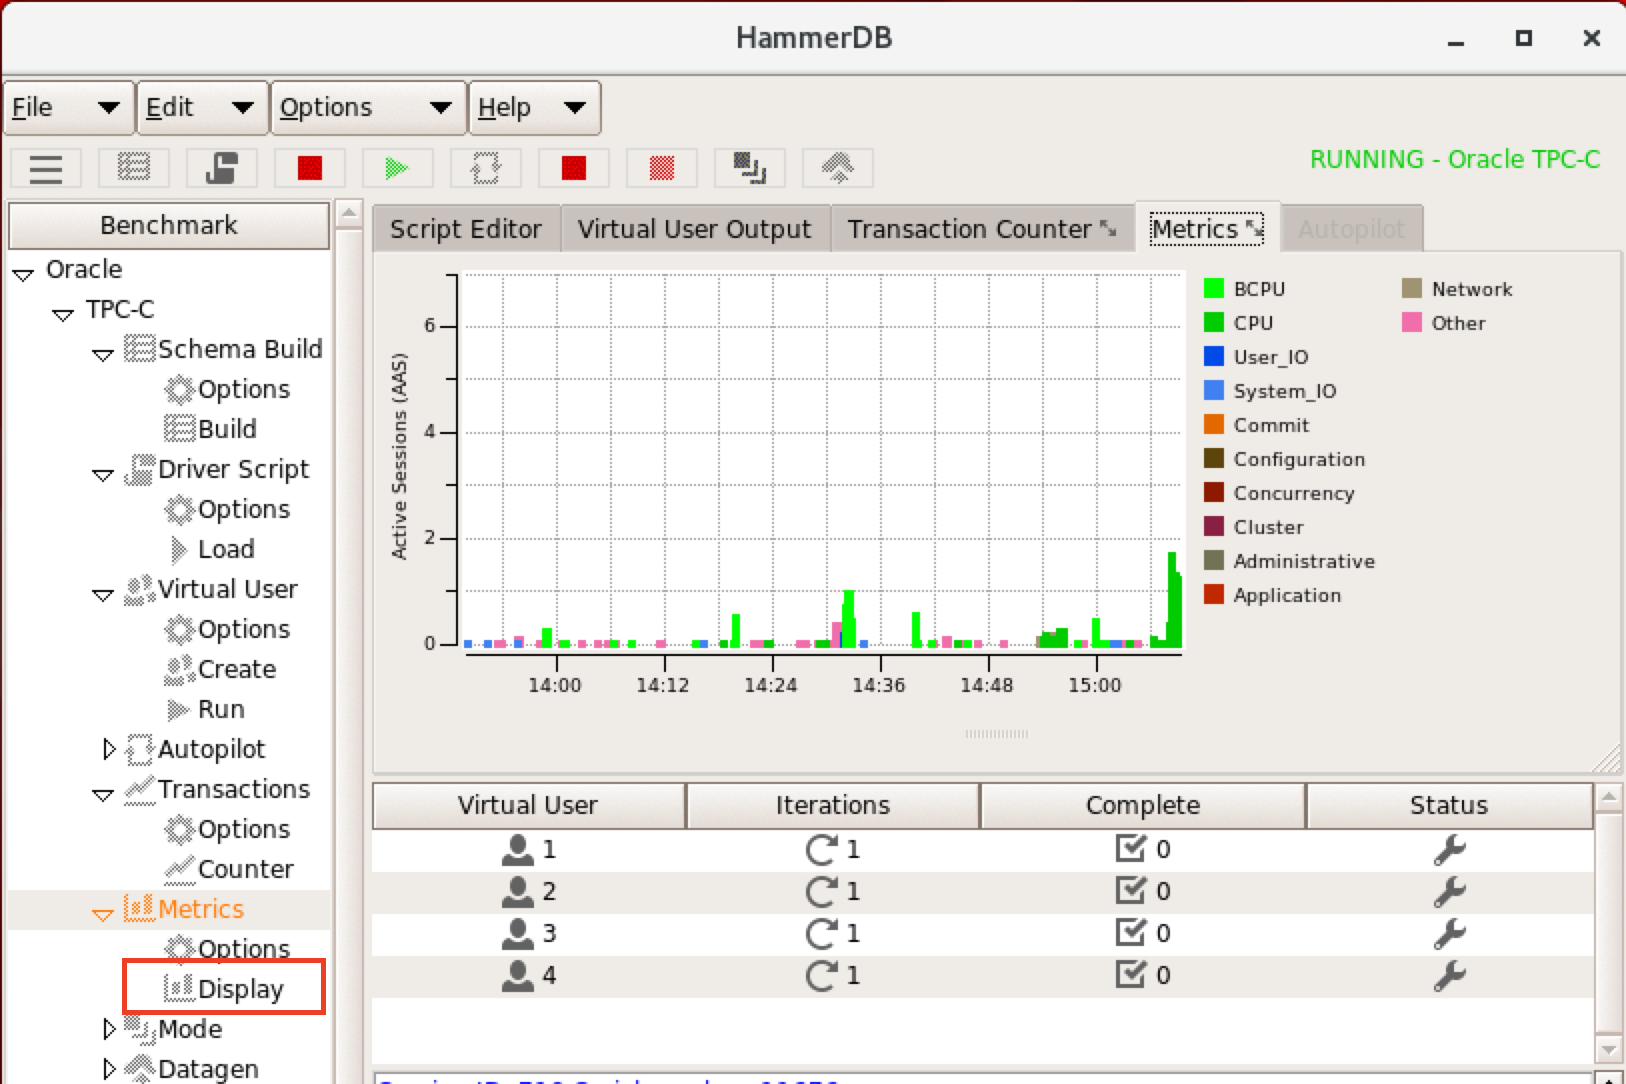 HammerDB
File Edit Options Help
RUNNING - Oracle TPC-C
Benchmark
Oracle
TPC-C
Schema Build
Options
Build
Driver Script
Options
Load
Virtual User
Options
Create
Run
Autopilot
Transactions
Options
Counter
Metrics
Options
Display
Mode
Datagen
Script Editor Virtual User Output Transaction Counter Metrics Autopilot
Active Sessions (AAS)
6
4
2
0
14:00 14:12 14:24 14:36 14:48 15:00
BCPU
CPU
User_IO
System_IO
Commit
Configuration
Concurrency
Cluster
Administrative
Application
Network
Other
Virtual User Iterations Complete Status
1 1 0
2 1 0
3 1 0
4 1 0